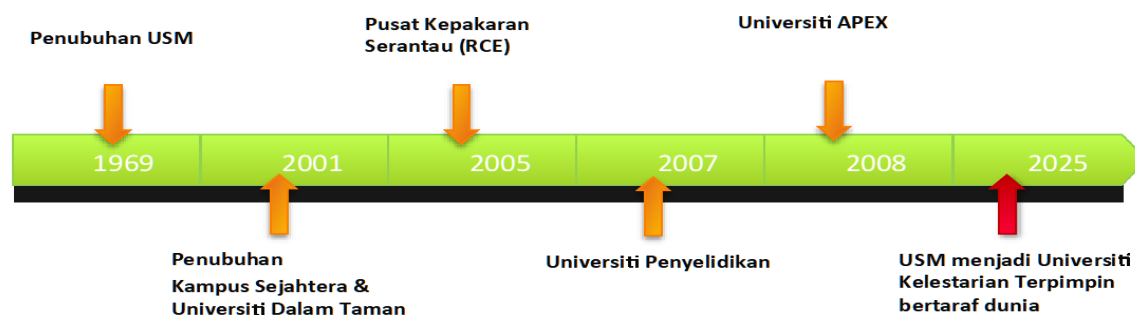 Penubuhan USM
Pusat Kepakaran
Serantau (RCE)
Universiti APEX
1969
2001
2005
2007
2008
2025
Penubuhan
Kampus Sejahtera &
Universiti Dalam Taman
Universiti Penyelidikan
USM menjadi Universiti
Kelestarian Terpimpin
bertaraf dunia